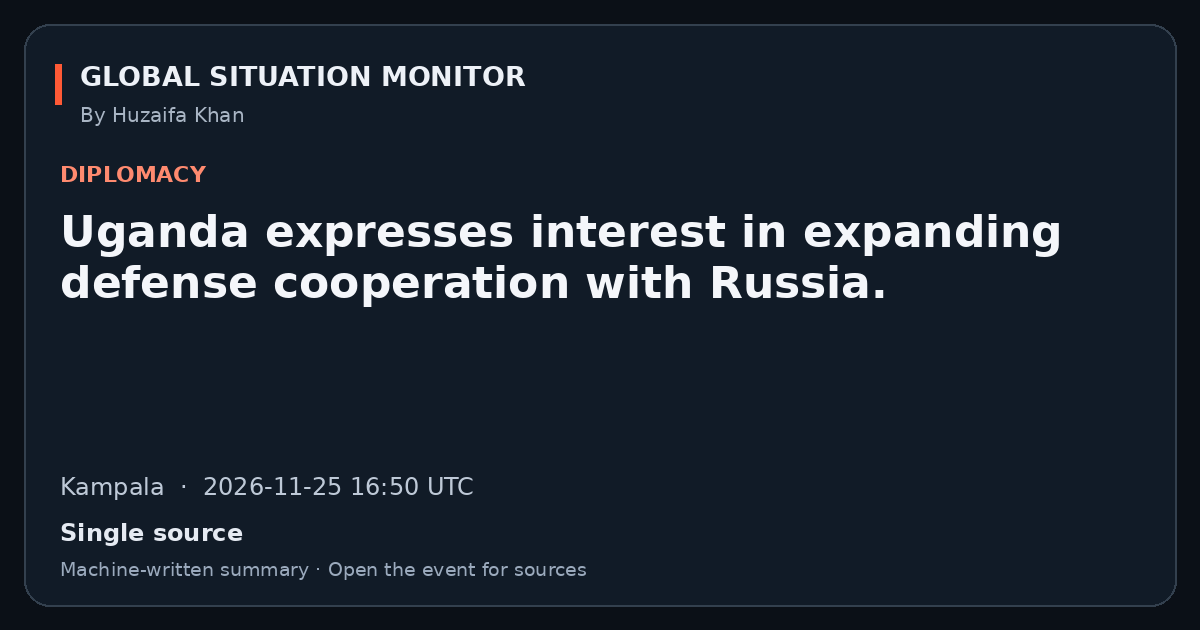 GLOBAL SITUATION MONITOR
By Huzaifa Khan
DIPLOMACY
Uganda expresses interest in expanding
defense cooperation with Russia.
Kampala · 2026-11-25 16:50 UTC
Single source
Machine-written summary · Open the event for sources